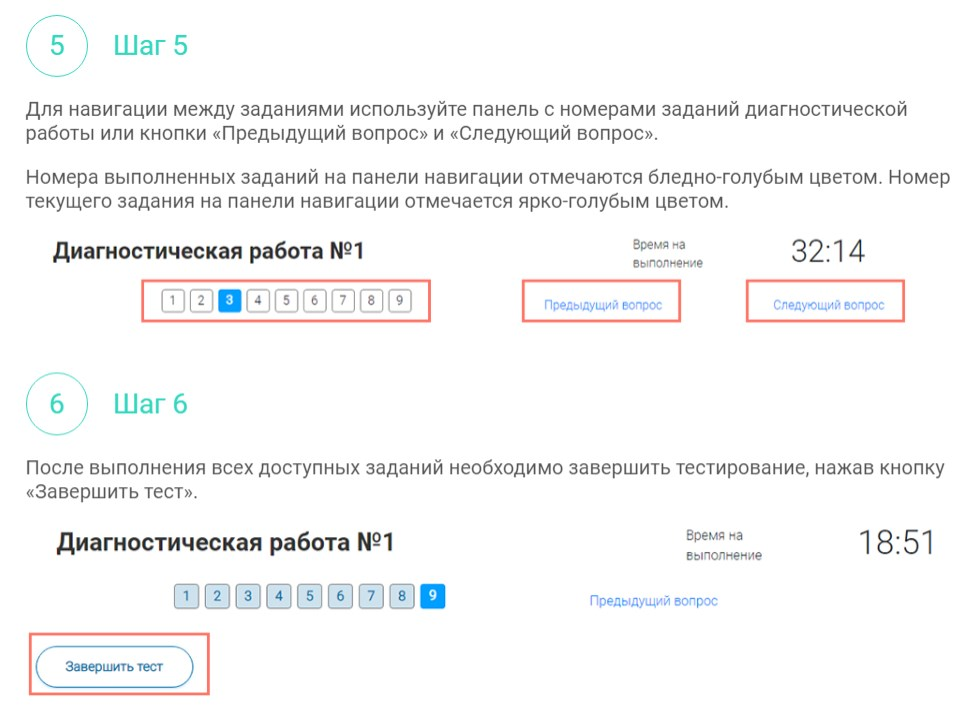 5 Шаг 5
Для навигации между заданиями используйте панель с номерами заданий диагностической
работы или кнопки «Предыдущий вопрос» и «Следующий вопрос».
Номера выполненных заданий на панели навигации отмечаются бледно-голубым цветом. Номер
текущего задания на панели навигации отмечается ярко-голубым цветом.
Диагностическая работа №1
Время на
выполнение
32:14
1 2 3 4 5 6 7 8 9
Предыдущий вопрос
Следующий вопрос
6 Шаг 6
После выполнения всех доступных заданий необходимо завершить тестирование, нажав кнопку
«Завершить тест».
Диагностическая работа №1
Время на
выполнение
18:51
1 2 3 4 5 6 7 8 9
Предыдущий вопрос
Завершить тест